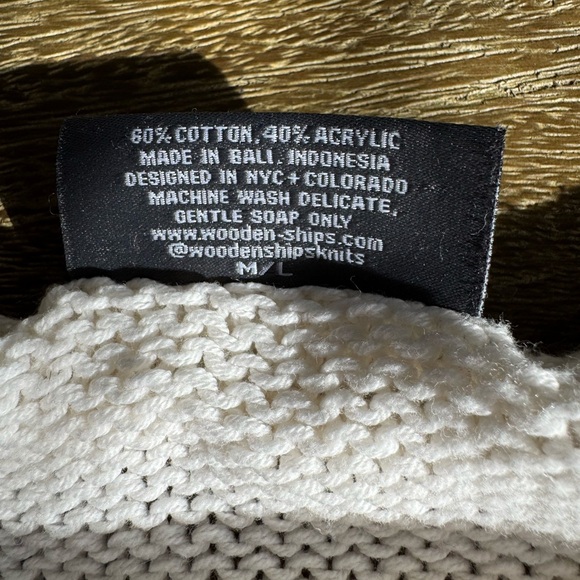 60% COTTON, 40% ACRYLIC
MADE IN BALI, INDONESIA
DESIGNED IN NYC + COLORADO
MACHINE WASH DELICATE,
GENTLE SOAP ONLY
www.wooden-ships.com
@woodenshipsknits
M/L